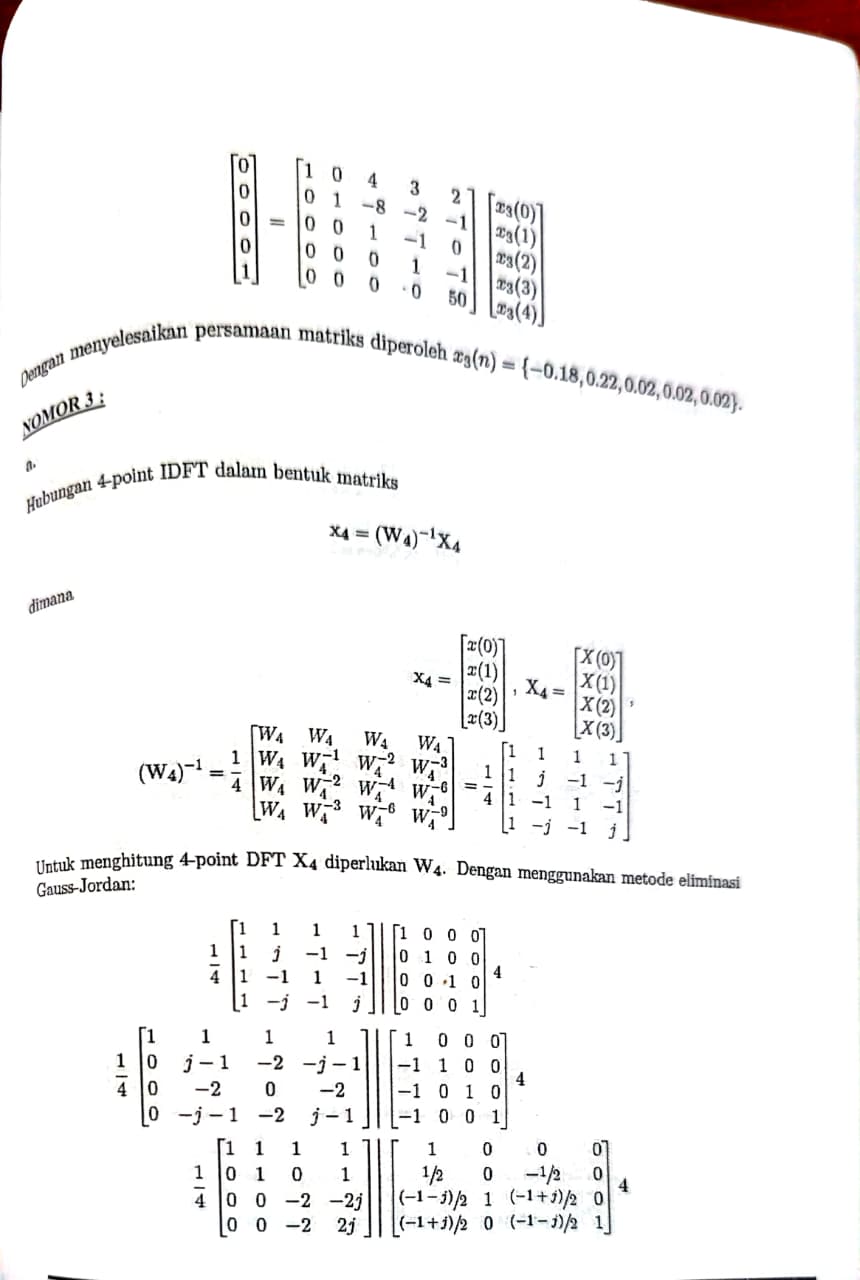 [0] = [1 0 4 3 2] [x₃(0)]
[0] [0 1 -8 -2 -1] [x₃(1)]
[0] [0 0 1 -1 0] [x₃(2)]
[0] [0 0 0 1 -1] [x₃(3)]
[1] [0 0 0 0 50] [x₃(4)]
Dengan menyelesaikan persamaan matriks diperoleh x₃(n) = {-0.18, 0.22, 0.02, 0.02, 0.02}.
NOMOR 3 :
a.
Hubungan 4-point IDFT dalam bentuk matriks
x₄ = (W₄)⁻¹X₄
dimana
x₄ = [x(0) x(1) x(2) x(3)], X₄ = [X(0) X(1) X(2) X(3)],
(W₄)⁻¹ = 1/4 [W₄ W₄ W₄ W₄] = 1/4 [1 1 1 1]
[W₄ W₄⁻¹ W₄⁻² W₄⁻³] [1 j -1 -j]
[W₄ W₄⁻² W₄⁻⁴ W₄⁻⁶] [1 -1 1 -1]
[W₄ W₄⁻³ W₄⁻⁶ W₄⁻⁹] [1 -j -1 j]
Untuk menghitung 4-point DFT X₄ diperlukan W₄. Dengan menggunakan metode eliminasi
Gauss-Jordan:
1/4 [1 1 1 1] || [1 0 0 0] 4
[1 j -1 -j] || [0 1 0 0]
[1 -1 1 -1] || [0 0 1 0]
[1 -j -1 j] || [0 0 0 1]
1/4 [1 1 1 1] || [1 0 0 0] 4
[0 j-1 -2 -j-1] || [-1 1 0 0]
[0 -2 0 -2] || [-1 0 1 0]
[0 -j-1 -2 j-1] || [-1 0 0 1]
1/4 [1 1 1 1] || [1 0 0 0] 4
[0 1 0 1] || [1/2 0 -1/2 0]
[0 0 -2 -2j] || [(-1-j)/2 1 (-1+j)/2 0]
[0 0 -2 2j] || [(-1+j)/2 0 (-1-j)/2 1]